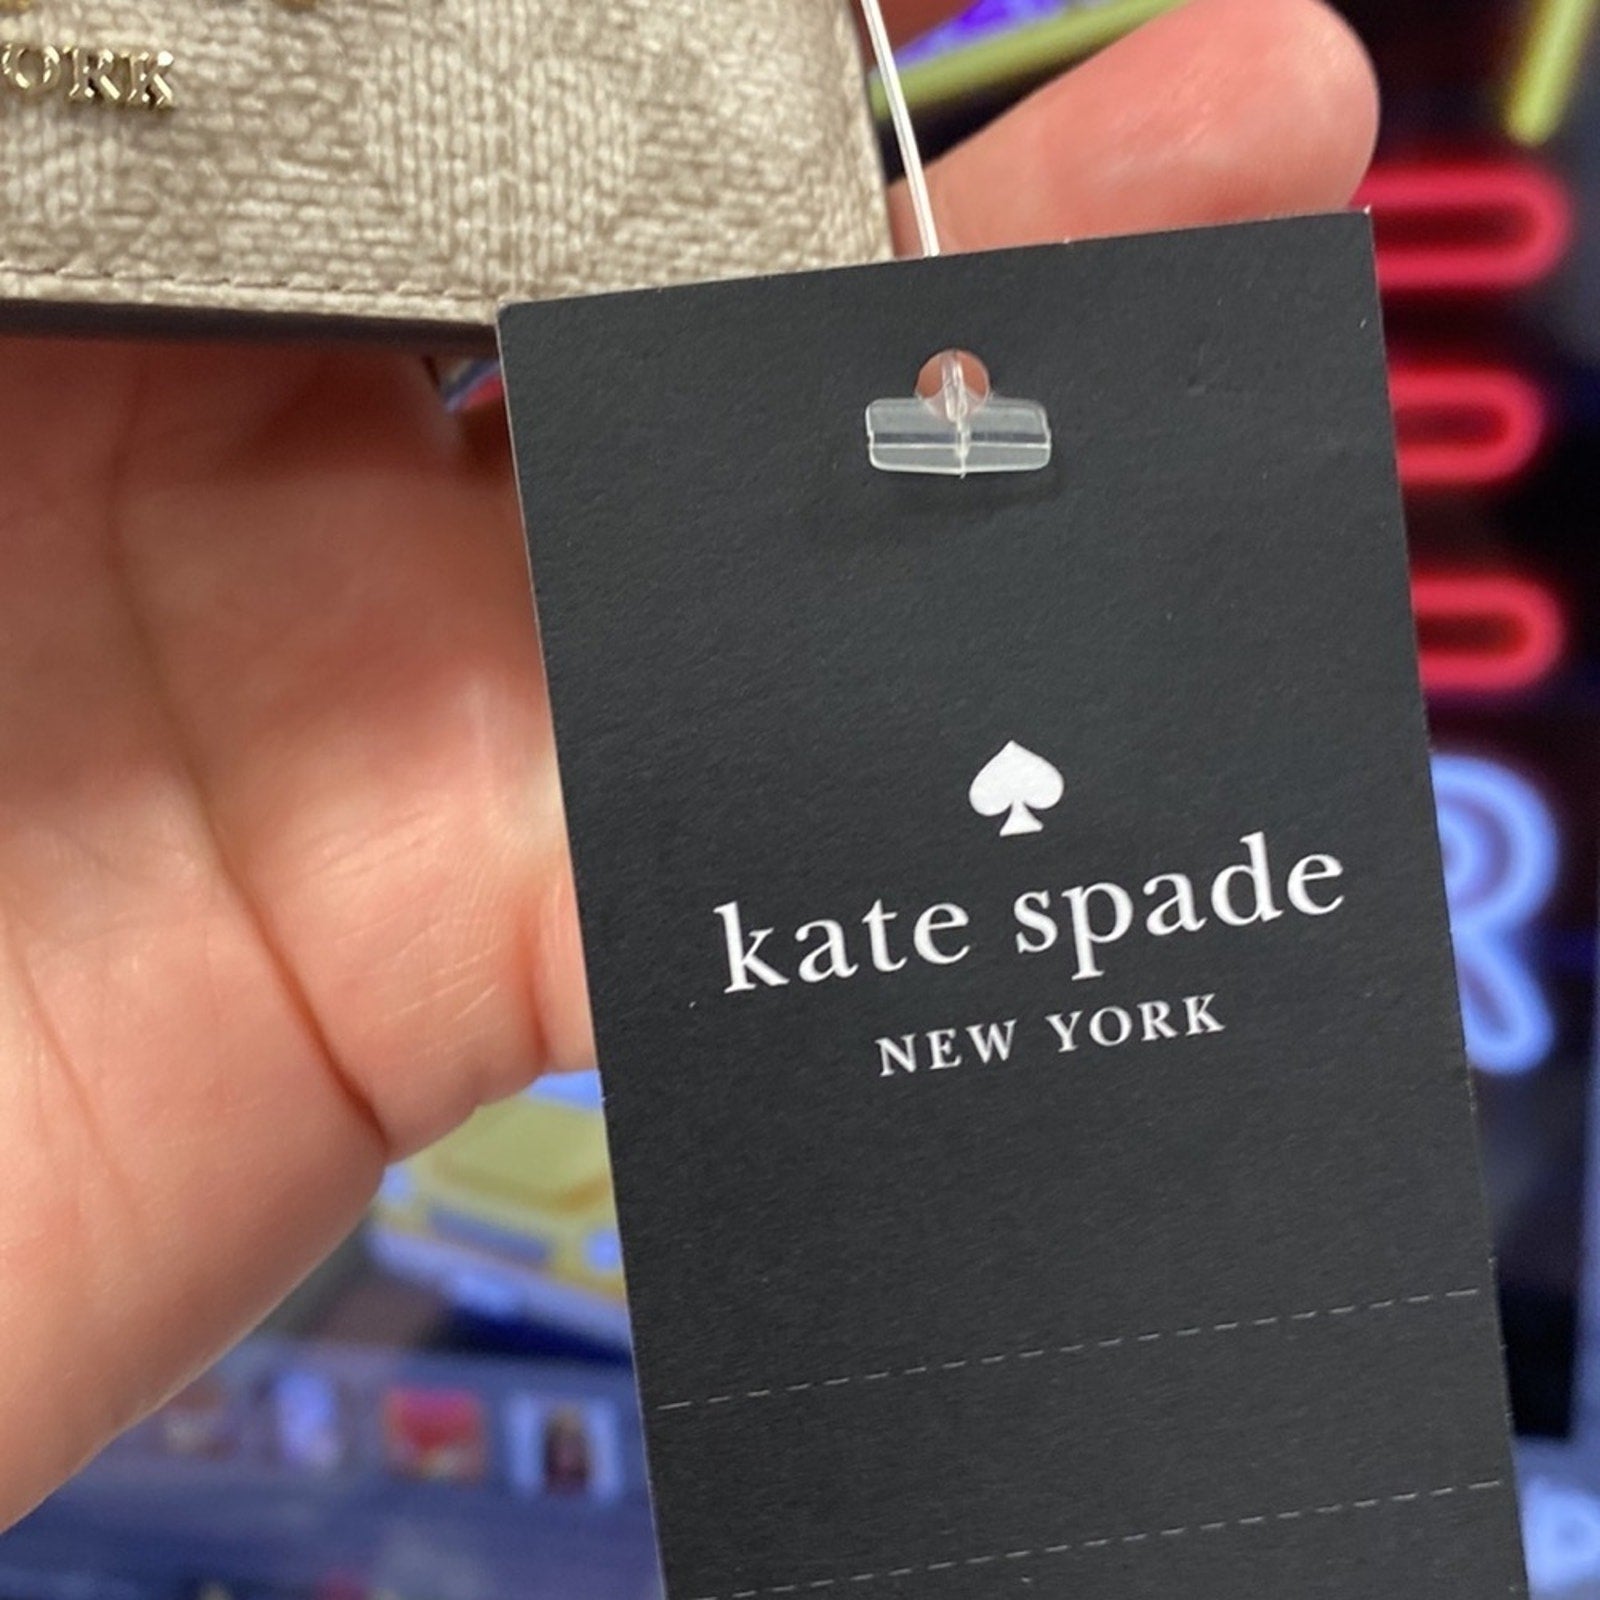 ORK
kate spade
NEW YORK
R